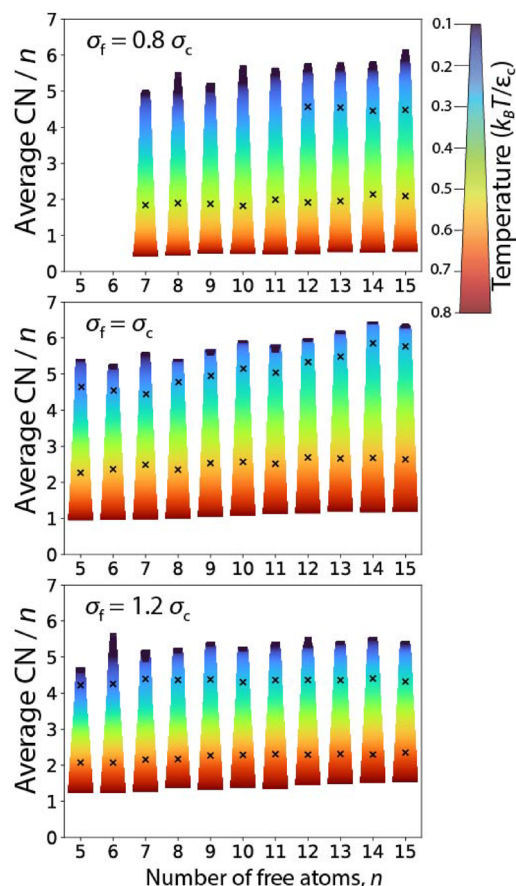 σf = 0.8 σc
Average CN / n
7
6
5
4
3
2
1
0
5 6 7 8 9 10 11 12 13 14 15
0.1
0.2
0.3
0.4
0.5
0.6
0.7
0.8
Temperature (kBT/εc)
σf = σc
Average CN / n
7
6
5
4
3
2
1
0
5 6 7 8 9 10 11 12 13 14 15
σf = 1.2 σc
Average CN / n
7
6
5
4
3
2
1
0
5 6 7 8 9 10 11 12 13 14 15
Number of free atoms, n